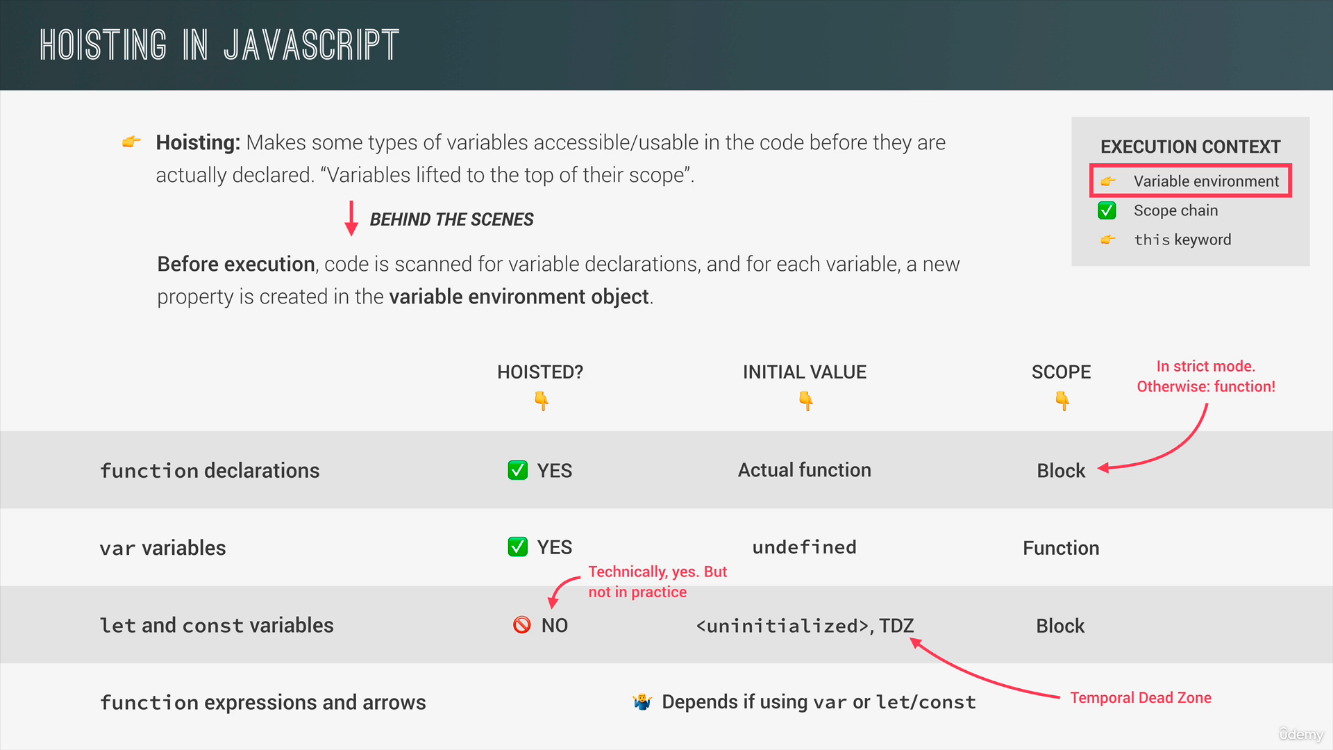 HOISTING IN JAVASCRIPT
👉 Hoisting: Makes some types of variables accessible/usable in the code before they are
actually declared. “Variables lifted to the top of their scope”.
BEHIND THE SCENES
Before execution, code is scanned for variable declarations, and for each variable, a new
property is created in the variable environment object.
EXECUTION CONTEXT
👉 Variable environment
✅ Scope chain
👉 this keyword
HOISTED? INITIAL VALUE SCOPE
👇 👇 👇
In strict mode.
Otherwise: function!
function declarations ✅ YES Actual function Block
var variables ✅ YES undefined Function
Technically, yes. But
not in practice
let and const variables 🚫 NO <uninitialized>, TDZ Block
Temporal Dead Zone
function expressions and arrows 🤷‍♂️ Depends if using var or let/const
ûdemy